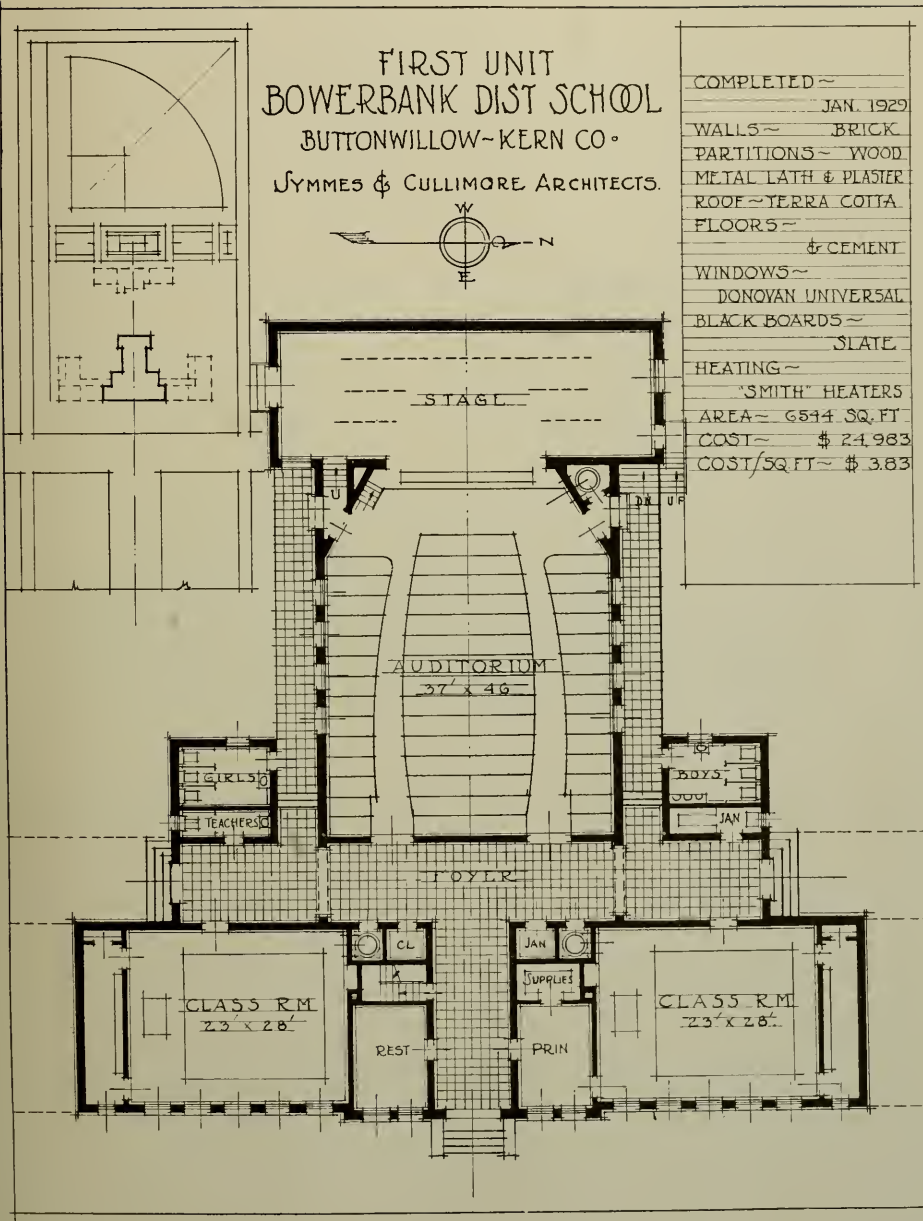 FIRST UNIT
BOWERBANK DIST SCHOOL
BUTTONWILLOW~KERN CO.
SYMMES & CULLIMORE ARCHITECTS.
W
N
E
COMPLETED~
JAN. 1929
WALLS~ BRICK
PARTITIONS~ WOOD
METAL LATH & PLASTER
ROOF~TERRA COTTA
FLOORS~
& CEMENT
WINDOWS~
DONOVAN UNIVERSAL
BLACK BOARDS~
SLATE
HEATING~
"SMITH" HEATERS
AREA~ 6544 SQ.FT
COST~ $ 24,983
COST/SQ FT~ $ 3.83
STAGE
U
DN UP
AUDITORIUM
37' x 46
GIRLS
BOYS
TEACHERS
JAN
FOYER
CL
JAN
SUPPLIES
CLASS RM
23' x 28'
CLASS RM
23' x 28'
REST
PRIN